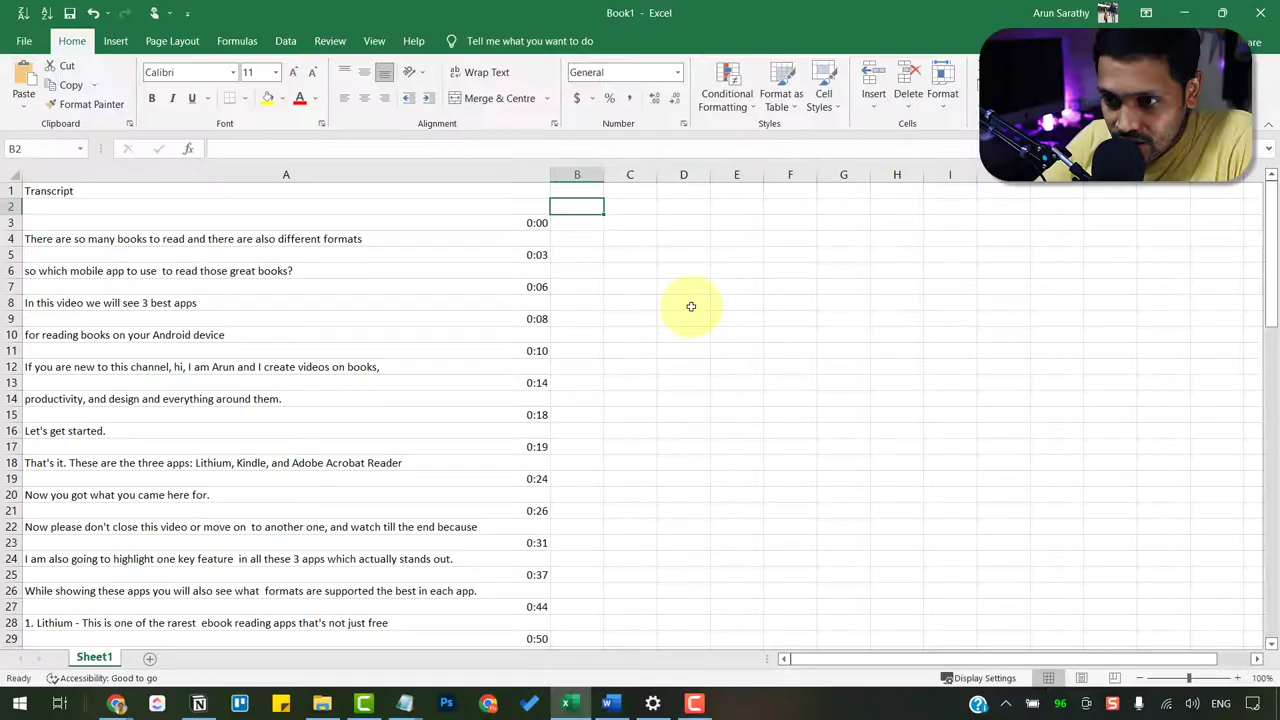 Book1 - Excel
Arun Sarathy
File Home Insert Page Layout Formulas Data Review View Help Tell me what you want to do
Cut
Copy
Format Painter
Paste
Clipboard
Calibri 11
B I U
Font
Wrap Text
Merge & Centre
Alignment
General
$ % ,
Number
Conditional Formatting
Format as Table
Cell Styles
Styles
Insert
Delete
Format
Cells
B2
fx
A B C D E F G H I
1 Transcript
2
3 0:00
4 There are so many books to read and there are also different formats
5 0:03
6 so which mobile app to use to read those great books?
7 0:06
8 In this video we will see 3 best apps
9 0:08
10 for reading books on your Android device
11 0:10
12 If you are new to this channel, hi, I am Arun and I create videos on books,
13 0:14
14 productivity, and design and everything around them.
15 0:18
16 Let's get started.
17 0:19
18 That's it. These are the three apps: Lithium, Kindle, and Adobe Acrobat Reader
19 0:24
20 Now you got what you came here for.
21 0:26
22 Now please don't close this video or move on to another one, and watch till the end because
23 0:31
24 I am also going to highlight one key feature in all these 3 apps which actually stands out.
25 0:37
26 While showing these apps you will also see what formats are supported the best in each app.
27 0:44
28 1. Lithium - This is one of the rarest ebook reading apps that's not just free
29 0:50
Sheet1
Ready Accessibility: Good to go Display Settings 100%
96